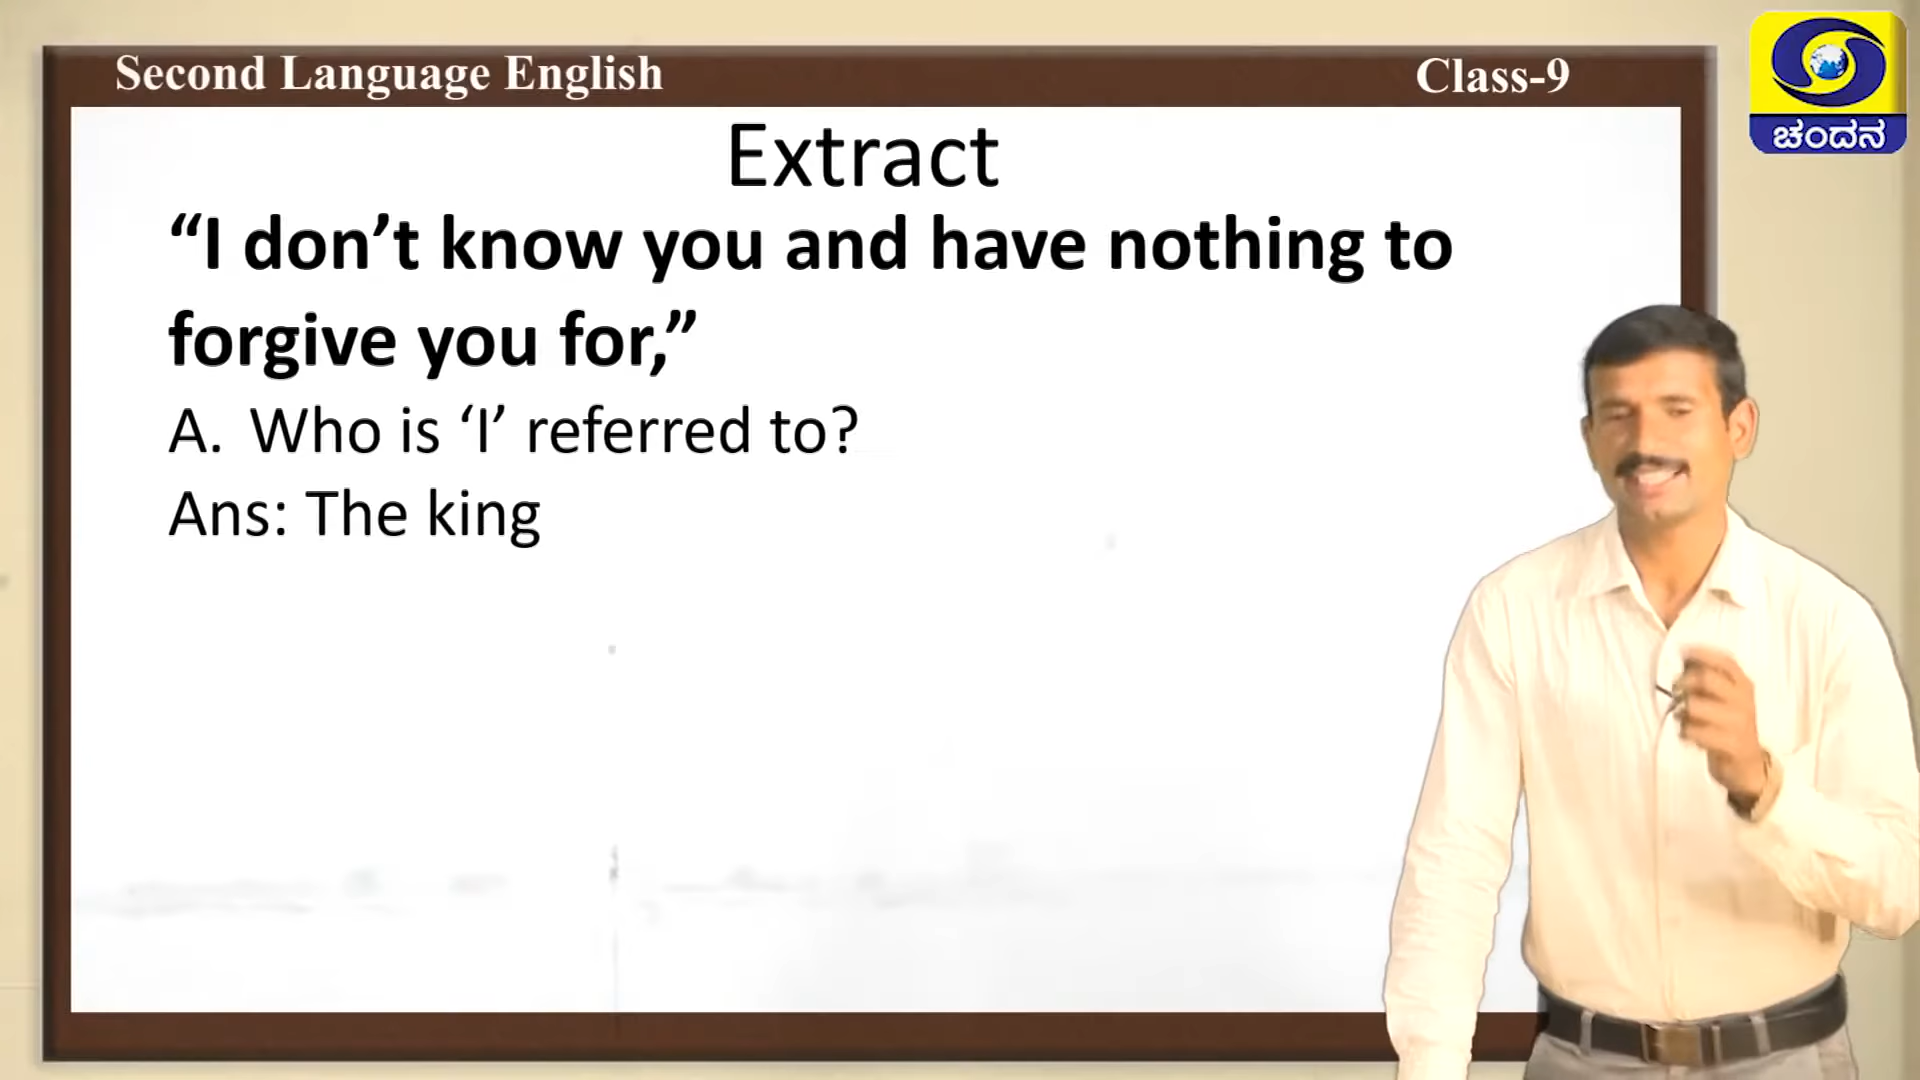 Second Language English
Class-9
ಚಂದನ
Extract
“I don’t know you and have nothing to
forgive you for,”
A. Who is ‘I’ referred to?
Ans: The king